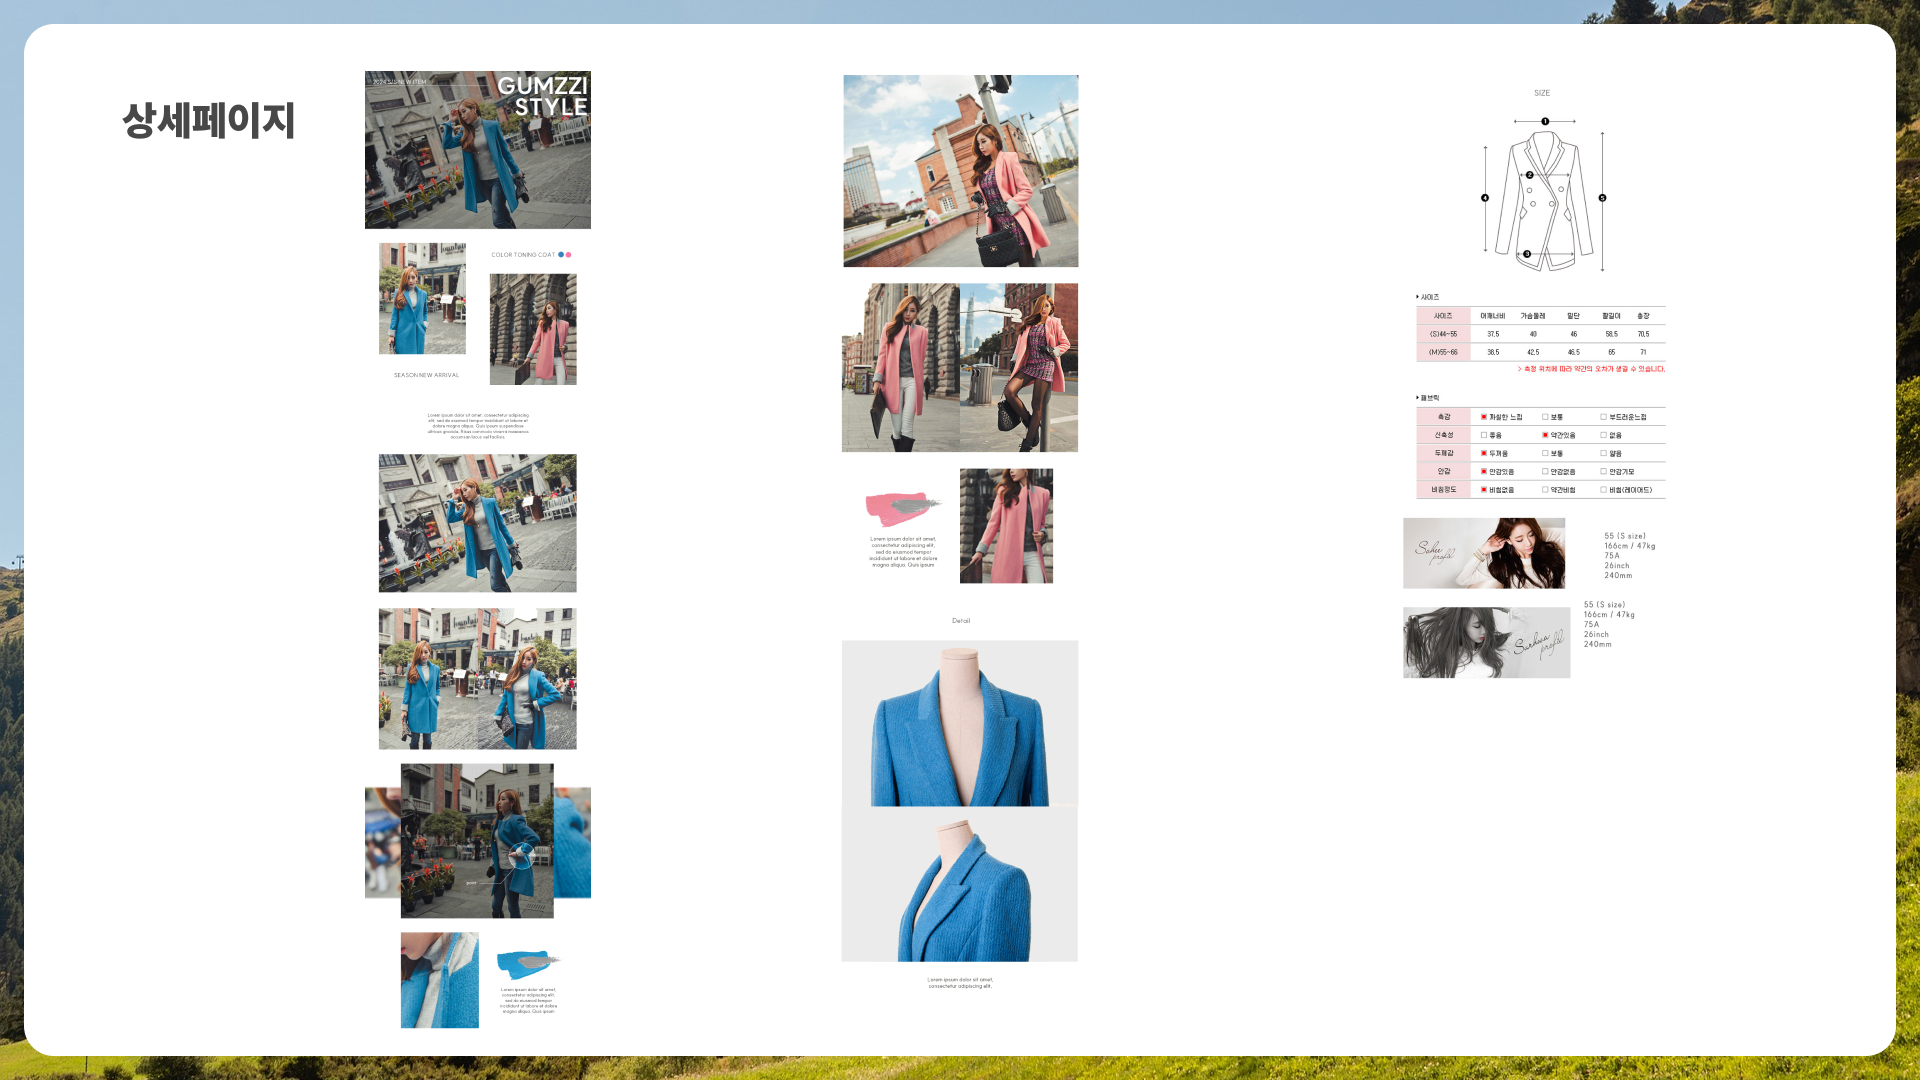 상세페이지
2024 S/S NEW ITEM
GUMZZI
STYLE
COLOR TONING COAT
SEASON NEW ARRIVAL
Lorem ipsum dolor sit amet, consectetur adipiscing
elit, sed do eiusmod tempor incididunt ut labore et
dolore magna aliqua. Quis ipsum suspendisse
ultrices gravida. Risus commodo viverra maecenas
accumsan lacus vel facilisis.
point
Lorem ipsum dolor sit amet,
consectetur adipiscing elit,
sed do eiusmod tempor
incididunt ut labore et dolore
magna aliqua. Quis ipsum
Lorem ipsum dolor sit amet,
consectetur adipiscing elit,
sed do eiusmod tempor
incididunt ut labore et dolore
magna aliqua. Quis ipsum
Detail
Lorem ipsum dolor sit amet,
consectetur adipiscing elit,
SIZE
1
2
4
5
3
사이즈
사이즈 어깨너비 가슴둘레 밑단 팔길이 총장
(S)44~55 37.5 40 46 58.5 70.5
(M)55~66 38.5 42.5 46.5 65 71
> 측정 위치에 따라 약간의 오차가 생길 수 있습니다.
패브릭
촉감 까실한 느낌 보통 부드러운느낌
신축성 좋음 약간있음 없음
두께감 두꺼움 보통 얇음
안감 안감있음 안감없음 안감기모
비침정도 비침없음 약간비침 비침(레이어드)
profil
55 (S size)
166cm / 47kg
75A
26inch
240mm
profil
55 (S size)
166cm / 47kg
75A
26inch
240mm